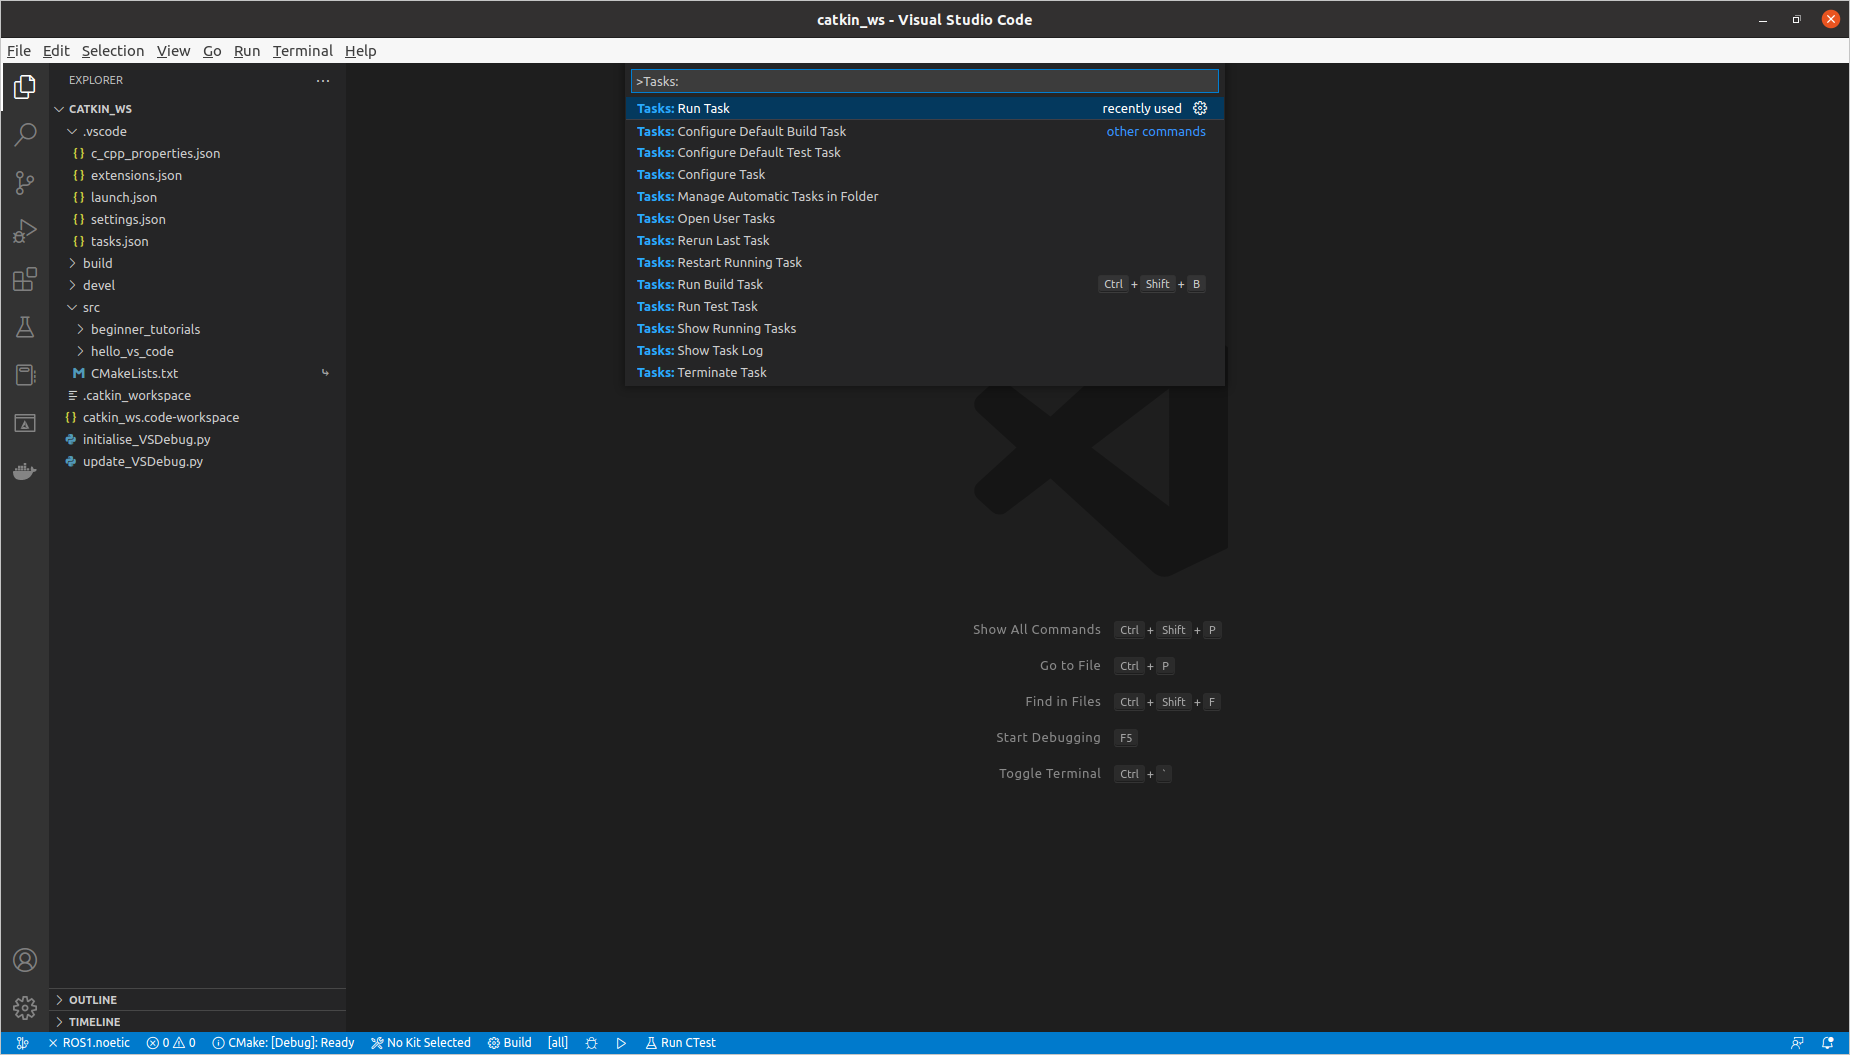 catkin_ws - Visual Studio Code
File Edit Selection View Go Run Terminal Help
EXPLORER
CATKIN_WS
.vscode
c_cpp_properties.json
extensions.json
launch.json
settings.json
tasks.json
build
devel
src
beginner_tutorials
hello_vs_code
CMakeLists.txt
.catkin_workspace
catkin_ws.code-workspace
initialise_VSDebug.py
update_VSDebug.py
OUTLINE
TIMELINE
>Tasks:
Tasks: Run Task recently used
Tasks: Configure Default Build Task other commands
Tasks: Configure Default Test Task
Tasks: Configure Task
Tasks: Manage Automatic Tasks in Folder
Tasks: Open User Tasks
Tasks: Rerun Last Task
Tasks: Restart Running Task
Tasks: Run Build Task Ctrl + Shift + B
Tasks: Run Test Task
Tasks: Show Running Tasks
Tasks: Show Task Log
Tasks: Terminate Task
Show All Commands Ctrl + Shift + P
Go to File Ctrl + P
Find in Files Ctrl + Shift + F
Start Debugging F5
Toggle Terminal Ctrl + `
ROS1.noetic 0 0 CMake: [Debug]: Ready No Kit Selected Build [all] Run CTest